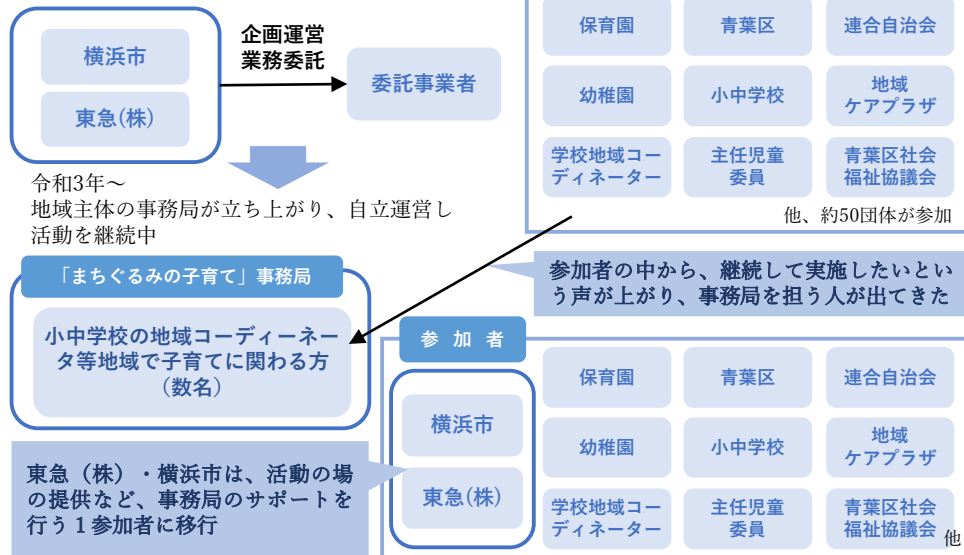 横浜市
東急(株)
企画運営
業務委託
委託事業者
保育園
青葉区
連合自治会
幼稚園
小中学校
地域
ケアプラザ
学校地域コー
ディネーター
主任児童
委員
青葉区社会
福祉協議会
他、約50団体が参加
令和3年~
地域主体の事務局が立ち上がり、自立運営し
活動を継続中
参加者の中から、継続して実施したいとい
う声が上がり、事務局を担う人が出てきた
「まちぐるみの子育て」事務局
小中学校の地域コーディーネー
タ等地域で子育てに関わる方
(数名)
参 加 者
横浜市
東急(株)
保育園
青葉区
連合自治会
幼稚園
小中学校
地域
ケアプラザ
学校地域コー
ディネーター
主任児童
委員
青葉区社会
福祉協議会
他
東急(株)・横浜市は、活動の場
の提供など、事務局のサポートを
行う1参加者に移行